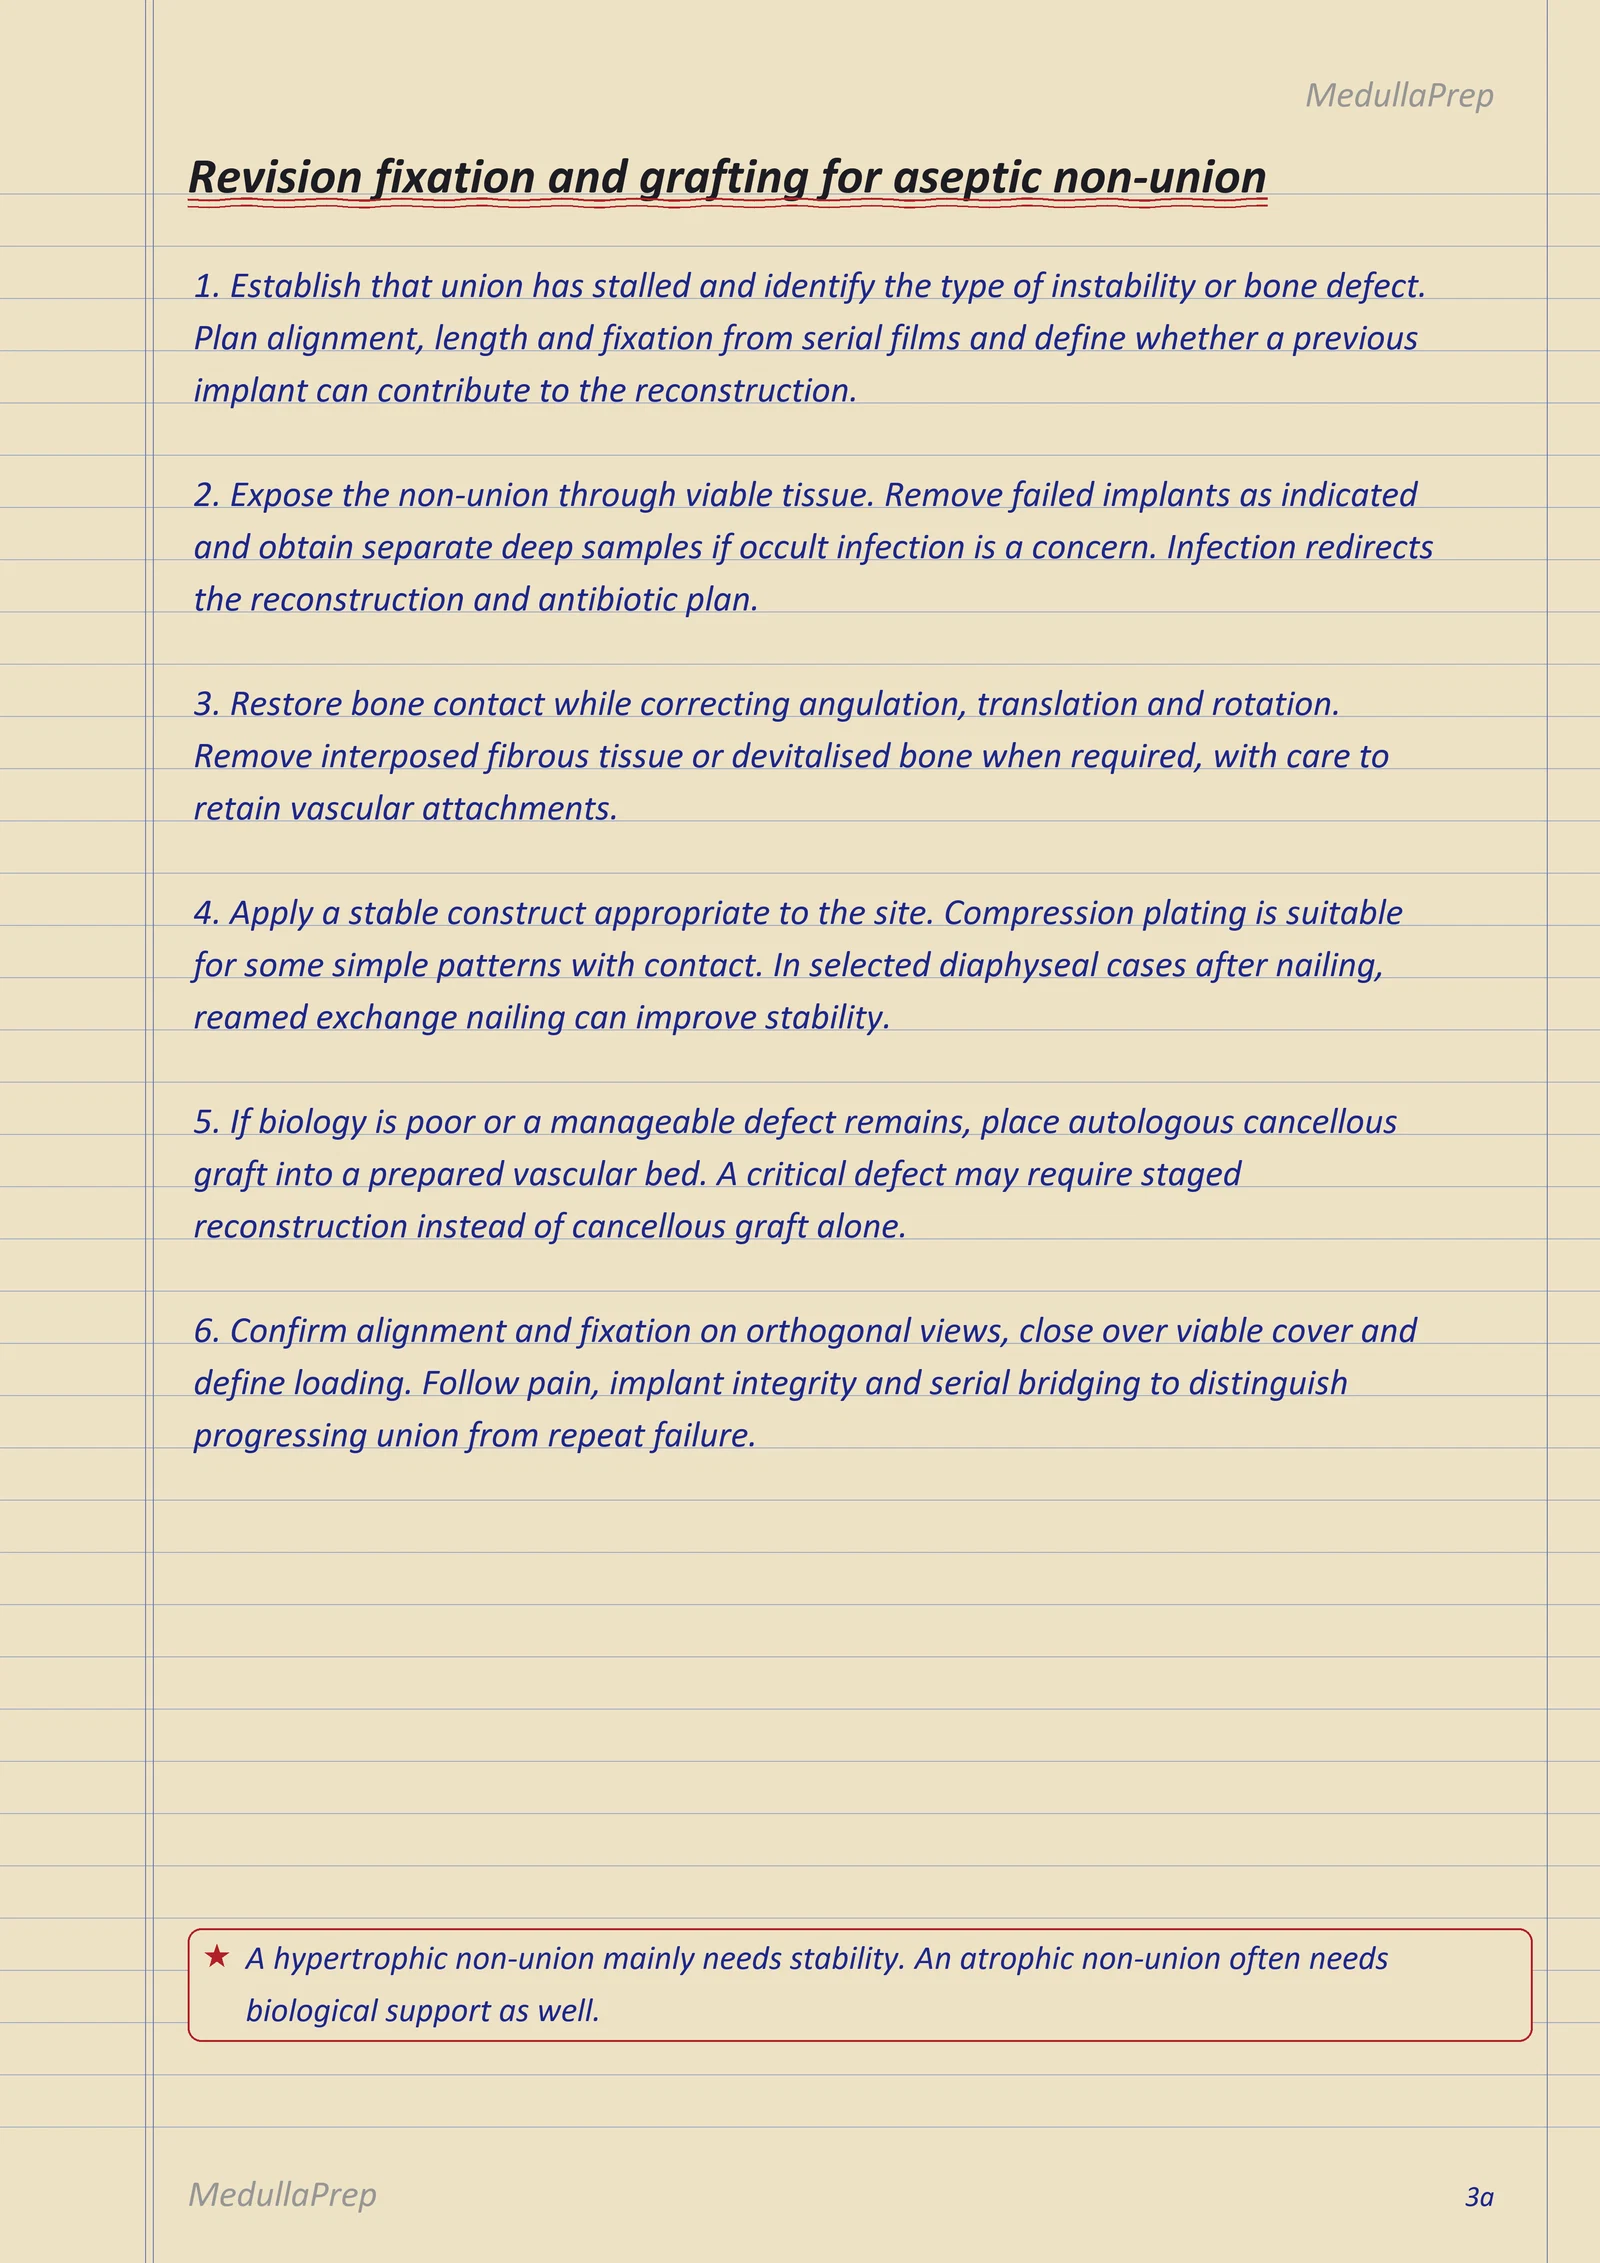 MedullaPrep
Revision fixation and grafting for aseptic non-union
1. Establish that union has stalled and identify the type of instability or bone defect.
Plan alignment, length and fixation from serial films and define whether a previous
implant can contribute to the reconstruction.
2. Expose the non-union through viable tissue. Remove failed implants as indicated
and obtain separate deep samples if occult infection is a concern. Infection redirects
the reconstruction and antibiotic plan.
3. Restore bone contact while correcting angulation, translation and rotation.
Remove interposed fibrous tissue or devitalised bone when required, with care to
retain vascular attachments.
4. Apply a stable construct appropriate to the site. Compression plating is suitable
for some simple patterns with contact. In selected diaphyseal cases after nailing,
reamed exchange nailing can improve stability.
5. If biology is poor or a manageable defect remains, place autologous cancellous
graft into a prepared vascular bed. A critical defect may require staged
reconstruction instead of cancellous graft alone.
6. Confirm alignment and fixation on orthogonal views, close over viable cover and
define loading. Follow pain, implant integrity and serial bridging to distinguish
progressing union from repeat failure.
★ A hypertrophic non-union mainly needs stability. An atrophic non-union often needs
biological support as well.
MedullaPrep
3a